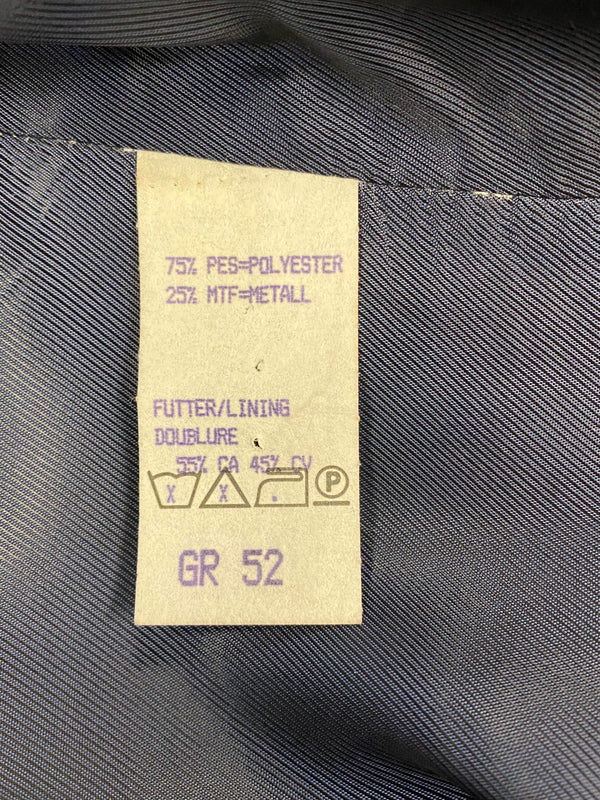 75% PES=POLYESTER
25% MTF=METALL
FUTTER/LINING
DOUBLURE
55% CA 45% CV
X X . P
GR 52